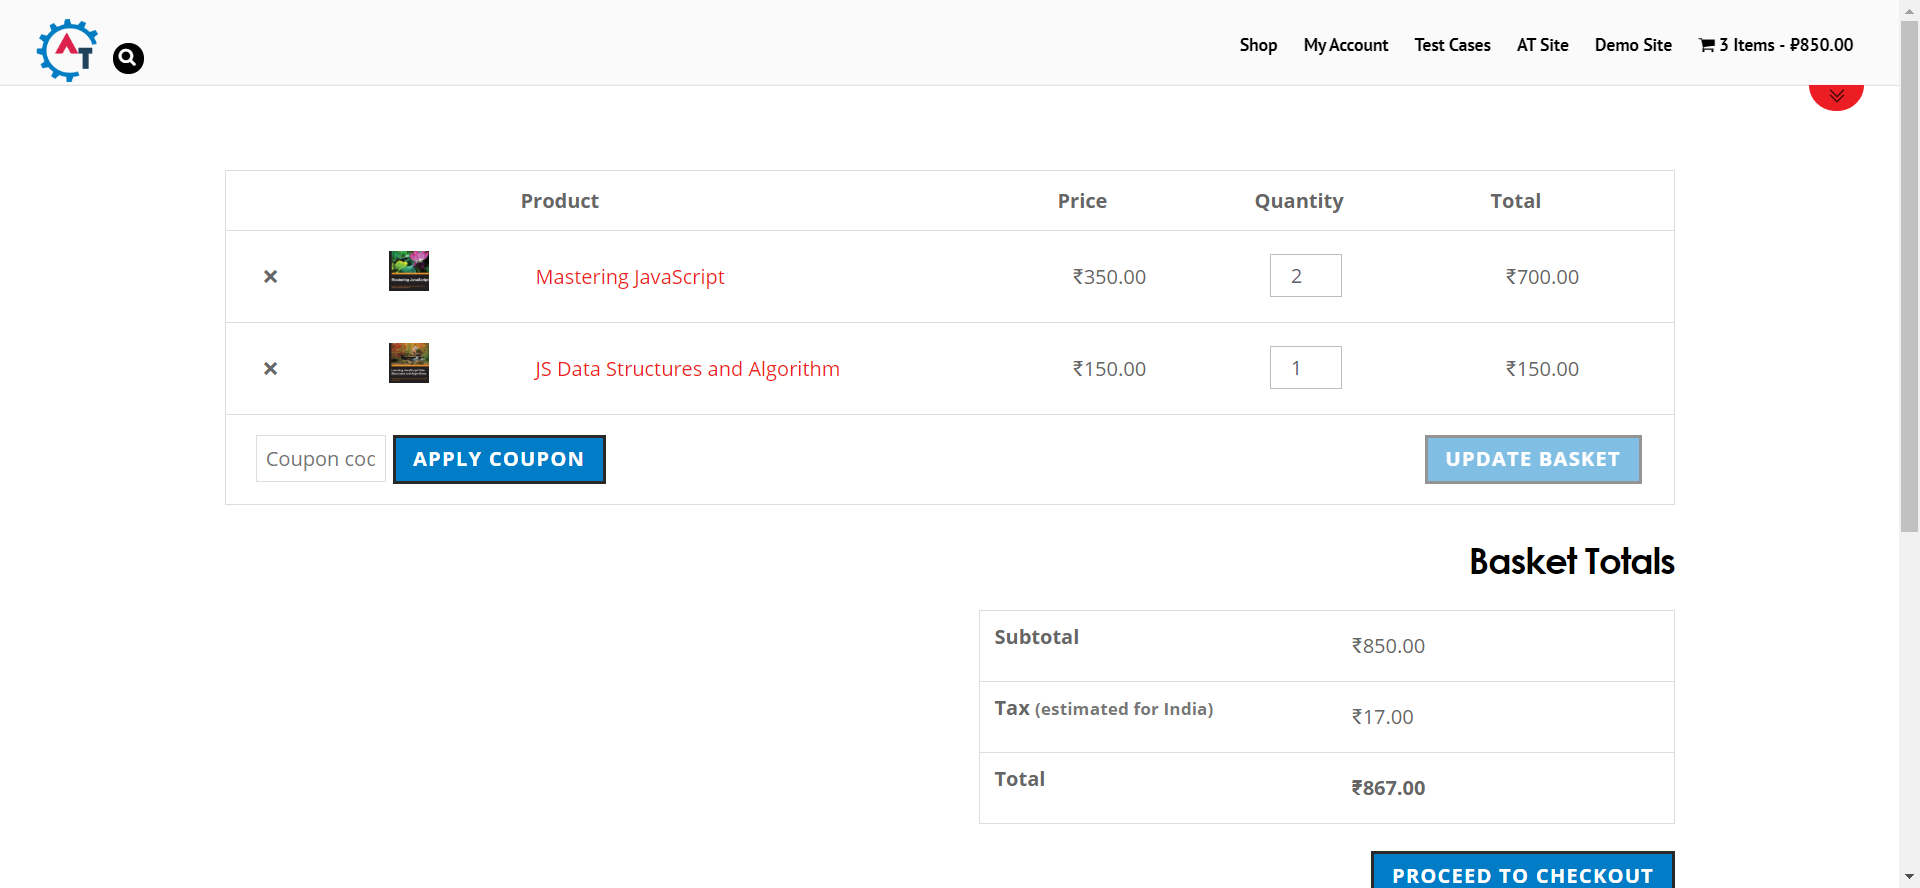 AT
Shop My Account Test Cases AT Site Demo Site 3 Items - ₽850.00
Product Price Quantity Total
× Mastering JavaScript ₹350.00 2 ₹700.00
× JS Data Structures and Algorithm ₹150.00 1 ₹150.00
Coupon coc APPLY COUPON UPDATE BASKET
Basket Totals
Subtotal ₹850.00
Tax (estimated for India) ₹17.00
Total ₹867.00
PROCEED TO CHECKOUT